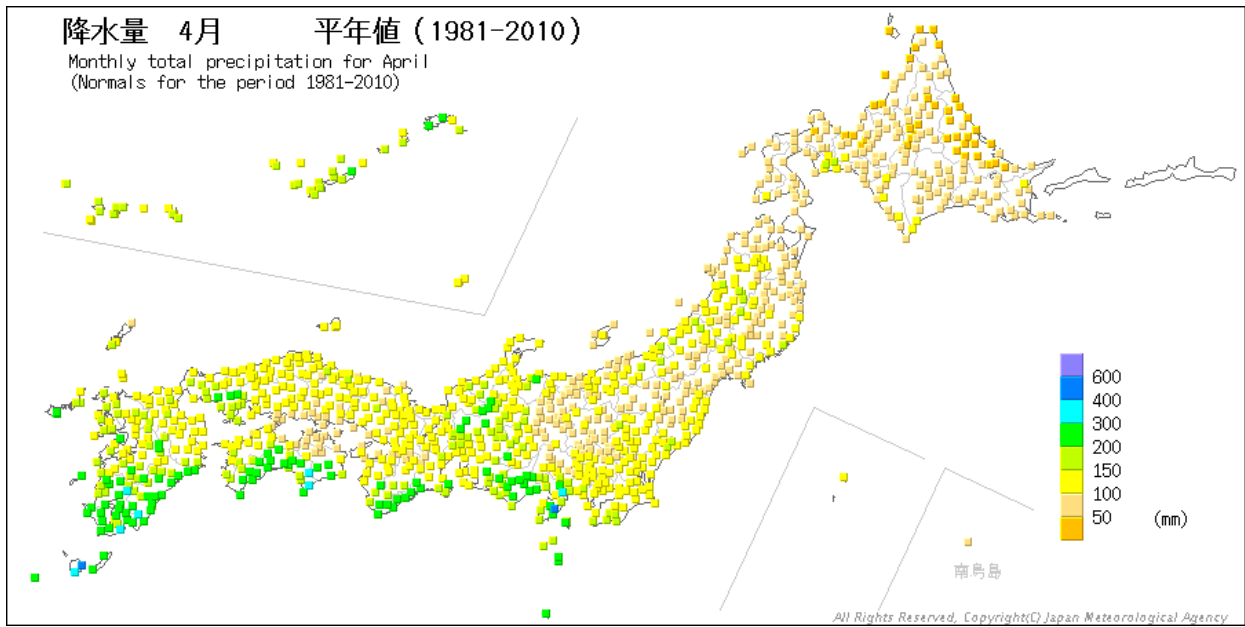 降水量　4月　　　平年値 (1981-2010)
Monthly total precipitation for April
(Normals for the period 1981-2010)
600
400
300
200
150
100
50
(mm)
南鳥島
All Rights Reserved, Copyright(C) Japan Meteorological Agency